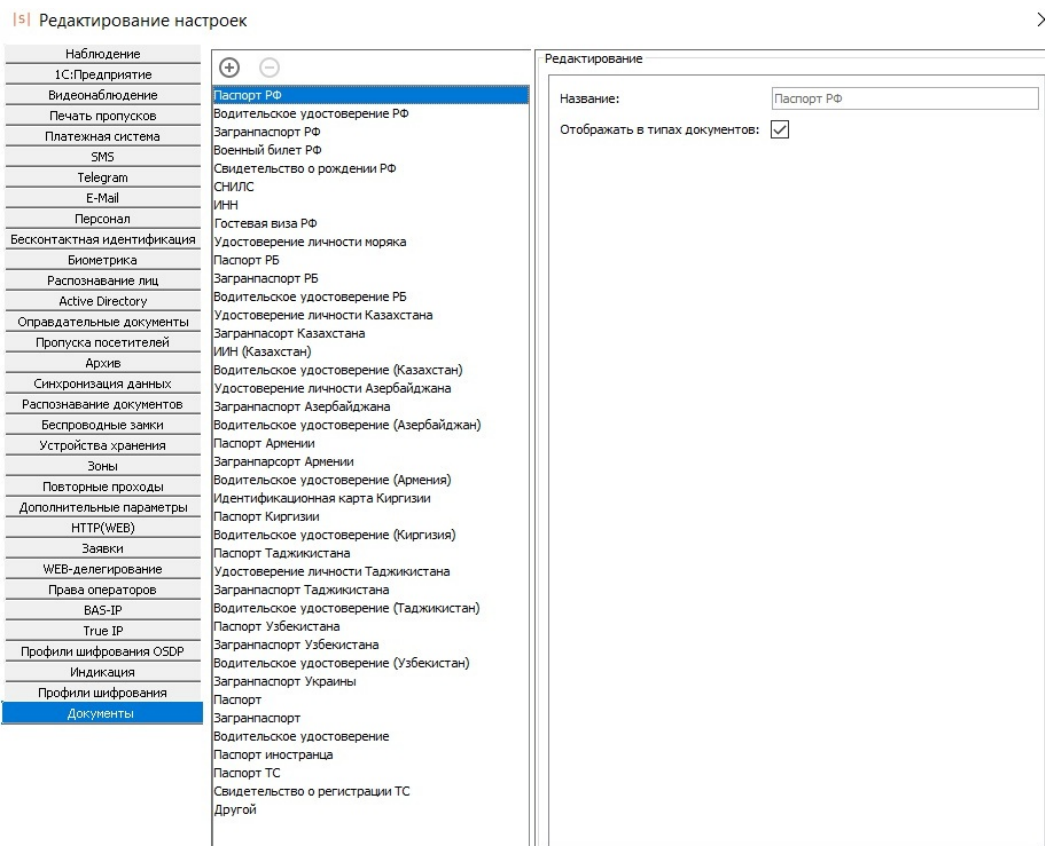 |s| Редактирование настроек
Наблюдение
1С:Предприятие
Видеонаблюдение
Печать пропусков
Платежная система
SMS
Telegram
E-Mail
Персонал
Бесконтактная идентификация
Биометрика
Распознавание лиц
Active Directory
Оправдательные документы
Пропуска посетителей
Архив
Синхронизация данных
Распознавание документов
Беспроводные замки
Устройства хранения
Зоны
Повторные проходы
Дополнительные параметры
HTTP(WEB)
Заявки
WEB-делегирование
Права операторов
BAS-IP
True IP
Профили шифрования OSDP
Индикация
Профили шифрования
Документы
Паспорт РФ
Водительское удостоверение РФ
Загранпаспорт РФ
Военный билет РФ
Свидетельство о рождении РФ
СНИЛС
ИНН
Гостевая виза РФ
Удостоверение личности моряка
Паспорт РБ
Загранпаспорт РБ
Водительское удостоверение РБ
Удостоверение личности Казахстана
Загранпасорт Казахстана
ИИН (Казахстан)
Водительское удостоверение (Казахстан)
Удостоверение личности Азербайджана
Загранпаспорт Азербайджана
Водительское удостоверение (Азербайджан)
Паспорт Армении
Загранпарсорт Армении
Водительское удостоверение (Армения)
Идентификационная карта Киргизии
Паспорт Киргизии
Водительское удостоверение (Киргизия)
Паспорт Таджикистана
Удостоверение личности Таджикистана
Загранпаспорт Таджикистана
Водительское удостоверение (Таджикистан)
Паспорт Узбекистана
Загранпаспорт Узбекистана
Водительское удостоверение (Узбекистан)
Загранпаспорт Украины
Паспорт
Загранпаспорт
Водительское удостоверение
Паспорт иностранца
Паспорт ТС
Свидетельство о регистрации ТС
Другой
Редактирование
Название: Паспорт РФ
Отображать в типах документов: